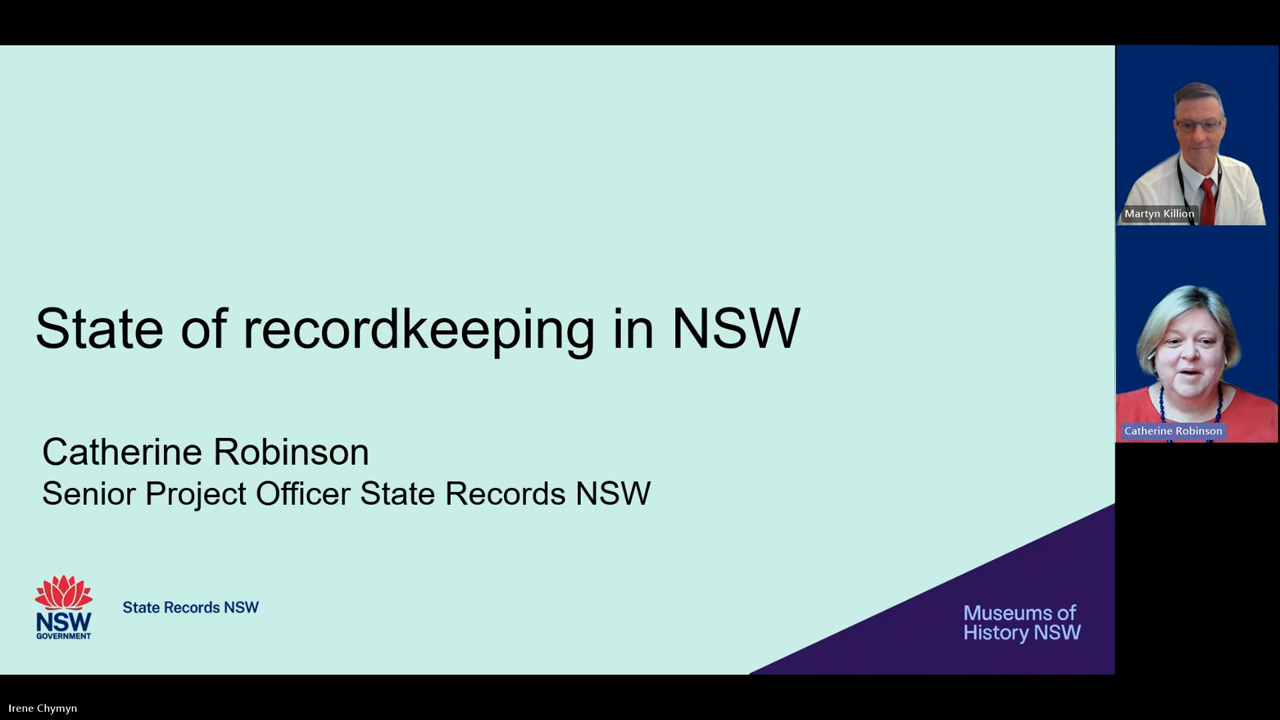 State of recordkeeping in NSW
Catherine Robinson
Senior Project Officer State Records NSW
NSW
GOVERNMENT
State Records NSW
Museums of
History NSW
Martyn Killion
Catherine Robinson
Irene Chymyn